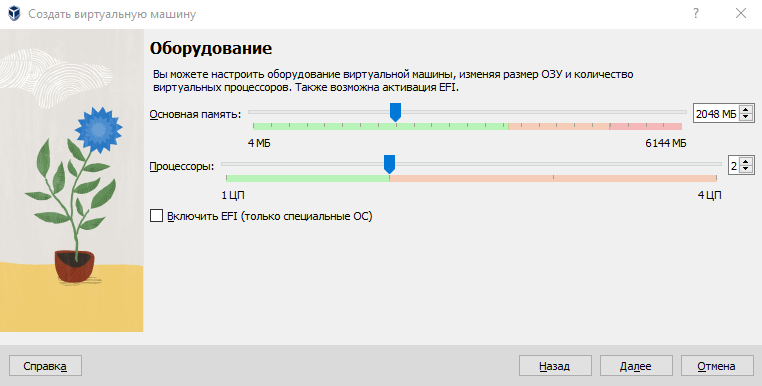 Создать виртуальную машину
Оборудование
Вы можете настроить оборудование виртуальной машины, изменяя размер ОЗУ и количество
виртуальных процессоров. Также возможна активация EFI.
Основная память: 2048 МБ
4 МБ 6144 МБ
Процессоры: 2
1 ЦП 4 ЦП
Включить EFI (только специальные ОС)
Справка Назад Далее Отмена